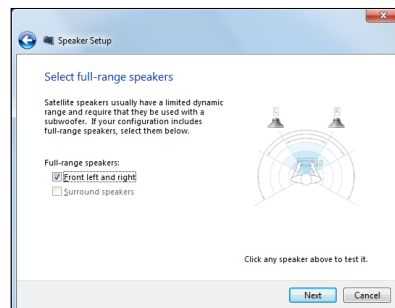 Speaker Setup
Select full-range speakers
Satellite speakers usually have a limited dynamic
range and require that they be used with a
subwoofer. If your configuration includes
full-range speakers, select them below.
Full-range speakers:
Front left and right
Surround speakers
Click any speaker above to test it.
Next
Cancel